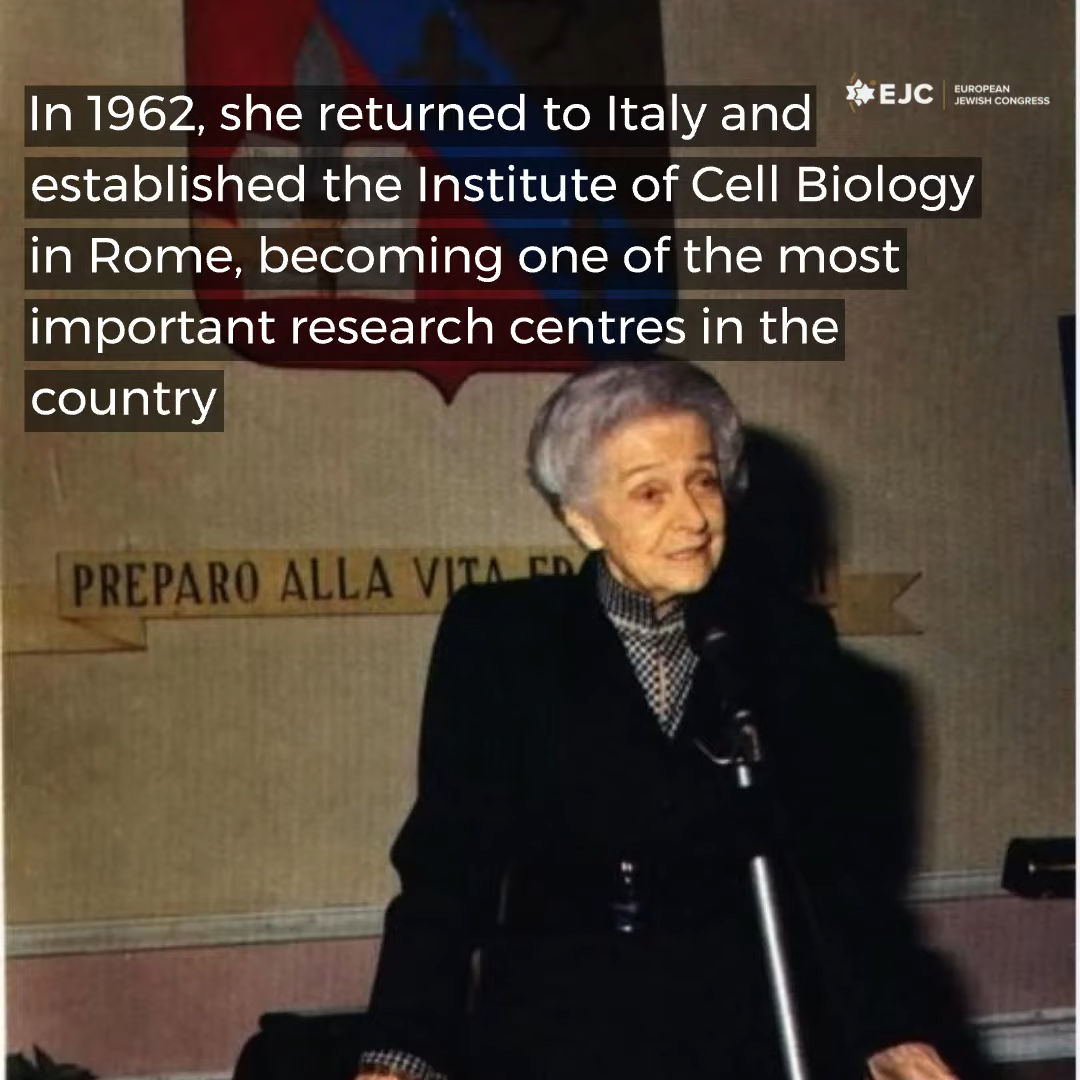 In 1962, she returned to Italy and
established the Institute of Cell Biology
in Rome, becoming one of the most
important research centres in the
country
EJC
EUROPEAN
JEWISH CONGRESS
PREPARO ALLA VITA